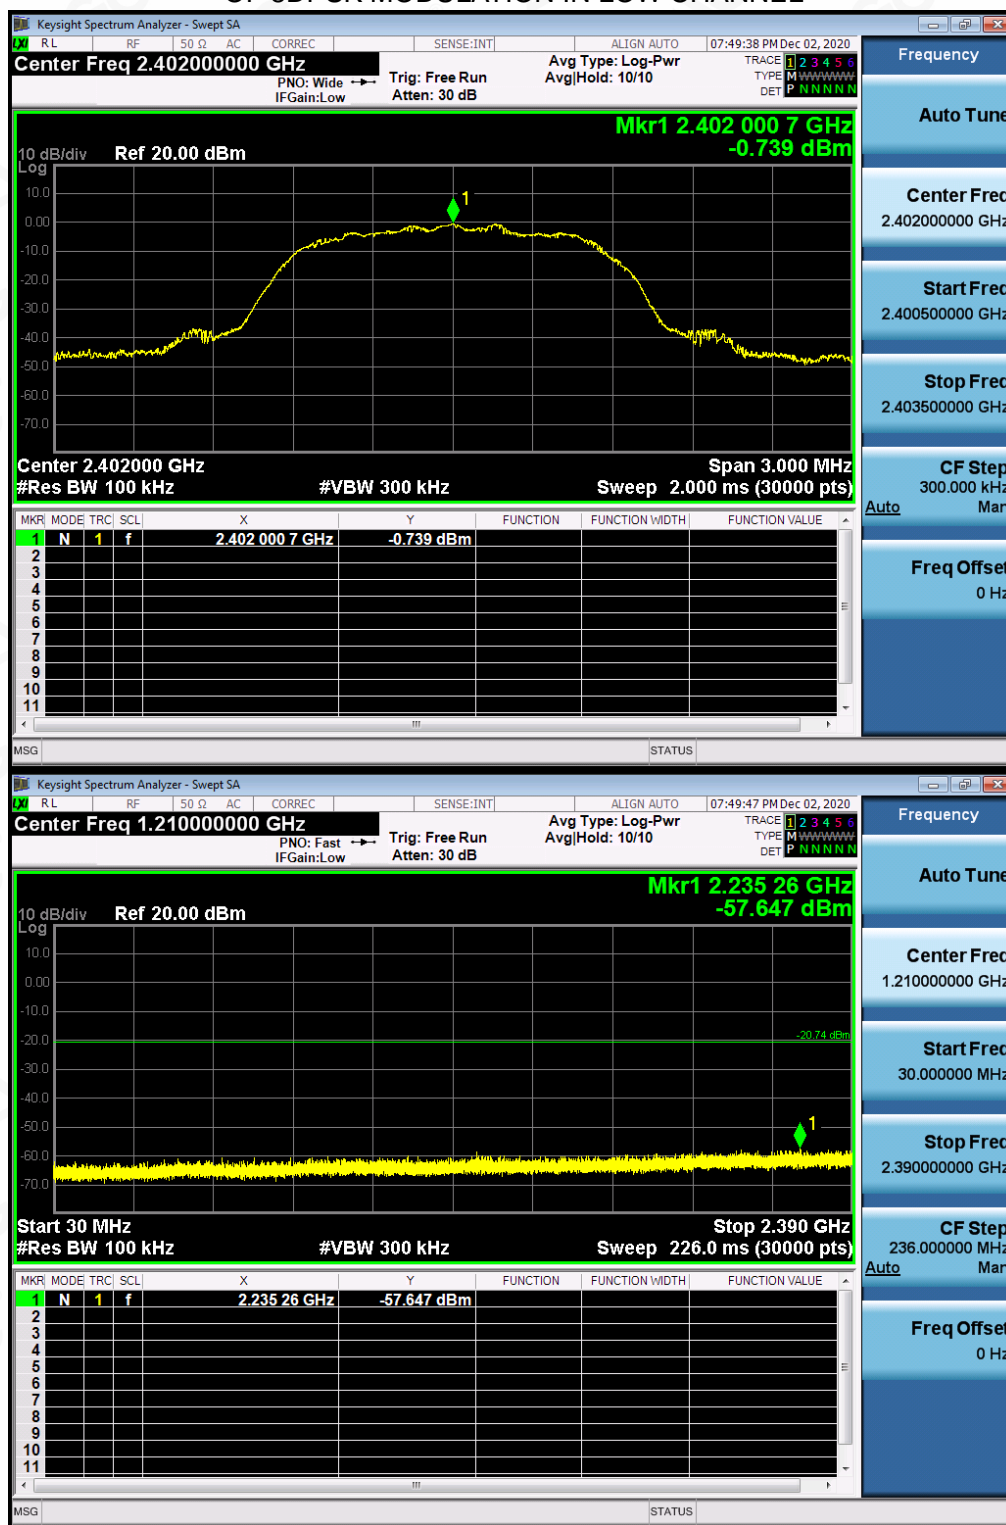 OF 8DPSK MODULATION IN LOW CHANNEL
Keysight Spectrum Analyzer - Swept SA
LXI RL RF 50 Ω AC CORREC SENSE:INT ALIGN AUTO 07:49:38 PM Dec 02, 2020
Center Freq 2.402000000 GHz
PNO: Wide
IFGain:Low
Trig: Free Run
Atten: 30 dB
Avg Type: Log-Pwr
Avg|Hold: 10/10
TRACE 1 2 3 4 5 6
TYPE M WWWWW
DET P N N N N N
Mkr1 2.402 000 7 GHz
-0.739 dBm
10 dB/div Ref 20.00 dBm
Log
10.0
0.00
-10.0
-20.0
-30.0
-40.0
-50.0
-60.0
-70.0
1
Center 2.402000 GHz Span 3.000 MHz
#Res BW 100 kHz #VBW 300 kHz Sweep 2.000 ms (30000 pts)
MKR MODE TRC SCL X Y FUNCTION FUNCTION WIDTH FUNCTION VALUE
1 N 1 f 2.402 000 7 GHz -0.739 dBm
2
3
4
5
6
7
8
9
10
11
MSG STATUS
Frequency
Auto Tune
Center Freq
2.402000000 GHz
Start Freq
2.400500000 GHz
Stop Freq
2.403500000 GHz
CF Step
300.000 kHz
Auto Man
Freq Offset
0 Hz
Keysight Spectrum Analyzer - Swept SA
LXI RL RF 50 Ω AC CORREC SENSE:INT ALIGN AUTO 07:49:47 PM Dec 02, 2020
Center Freq 1.210000000 GHz
PNO: Fast
IFGain:Low
Trig: Free Run
Atten: 30 dB
Avg Type: Log-Pwr
Avg|Hold: 10/10
TRACE 1 2 3 4 5 6
TYPE M WWWWW
DET P N N N N N
Mkr1 2.235 26 GHz
-57.647 dBm
10 dB/div Ref 20.00 dBm
Log
10.0
0.00
-10.0
-20.0
-30.0
-40.0
-50.0
-60.0
-70.0
-20.74 dBm
1
Start 30 MHz Stop 2.390 GHz
#Res BW 100 kHz #VBW 300 kHz Sweep 226.0 ms (30000 pts)
MKR MODE TRC SCL X Y FUNCTION FUNCTION WIDTH FUNCTION VALUE
1 N 1 f 2.235 26 GHz -57.647 dBm
2
3
4
5
6
7
8
9
10
11
MSG STATUS
Frequency
Auto Tune
Center Freq
1.210000000 GHz
Start Freq
30.000000 MHz
Stop Freq
2.390000000 GHz
CF Step
236.000000 MHz
Auto Man
Freq Offset
0 Hz